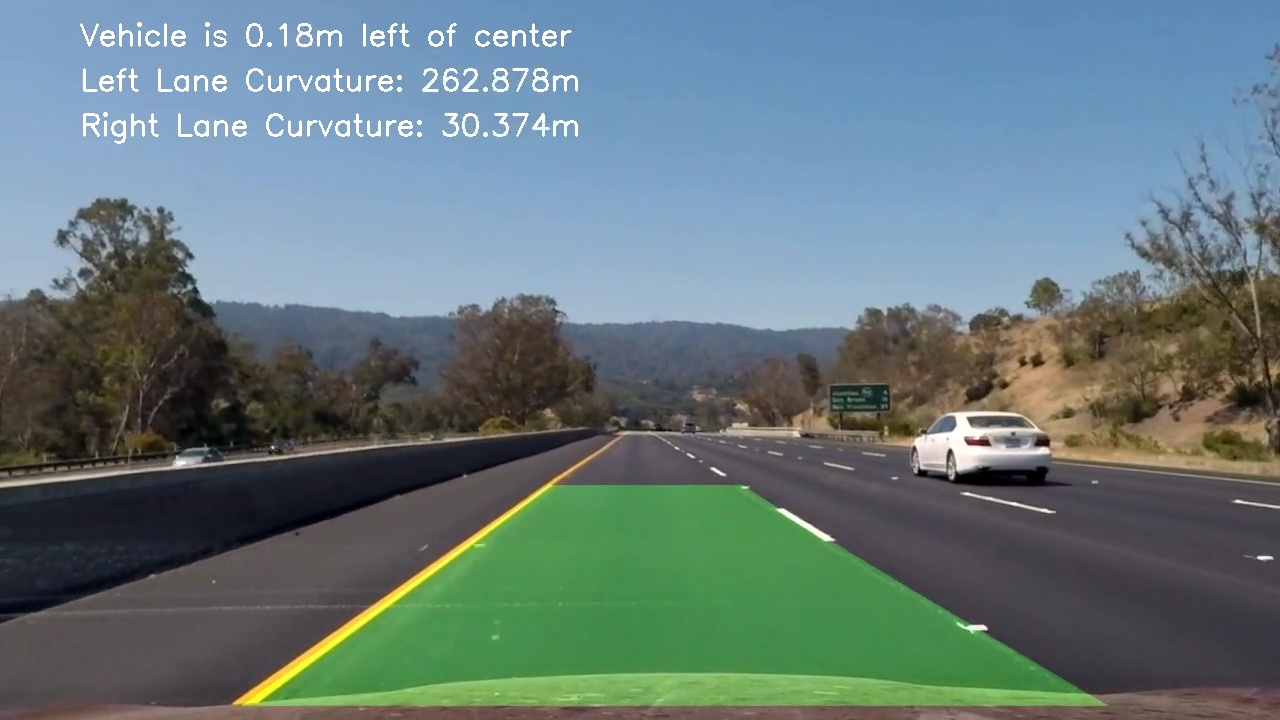 Vehicle is 0.18m left of center
Left Lane Curvature: 262.878m
Right Lane Curvature: 30.374m